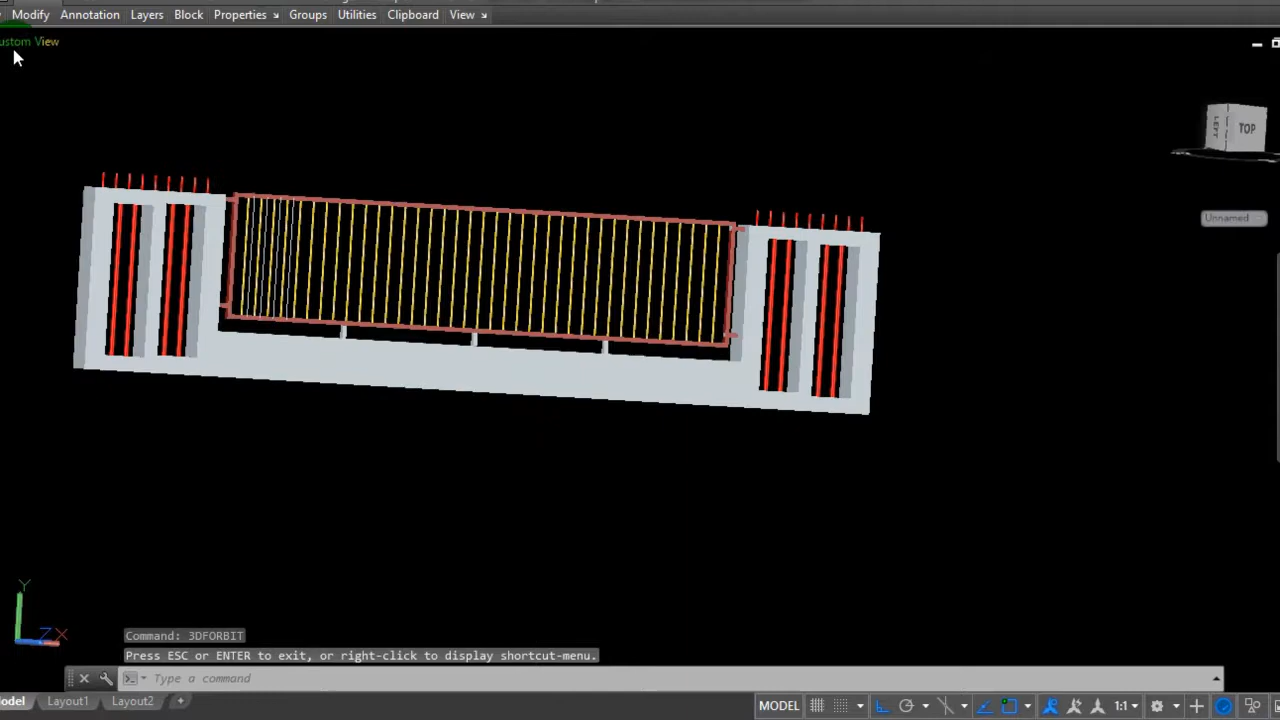 Modify Annotation Layers Block Properties Groups Utilities Clipboard View
ustom View
LEFT TOP
Unnamed
Y
Z X
Command: 3DFORBIT
Press ESC or ENTER to exit, or right-click to display shortcut-menu.
Type a command
odel Layout1 Layout2 +
MODEL 1:1